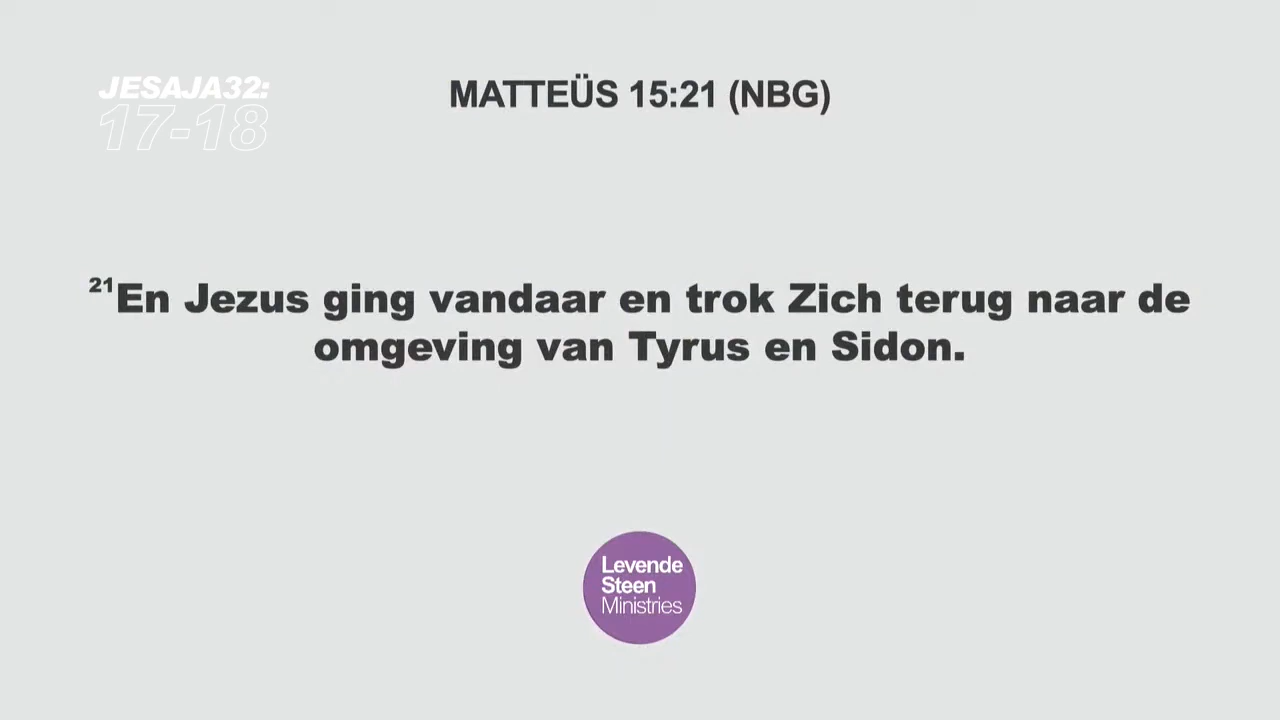 JESAJA32:
17-18
MATTEÜS 15:21 (NBG)
21En Jezus ging vandaar en trok Zich terug naar de
omgeving van Tyrus en Sidon.
Levende
Steen
Ministries